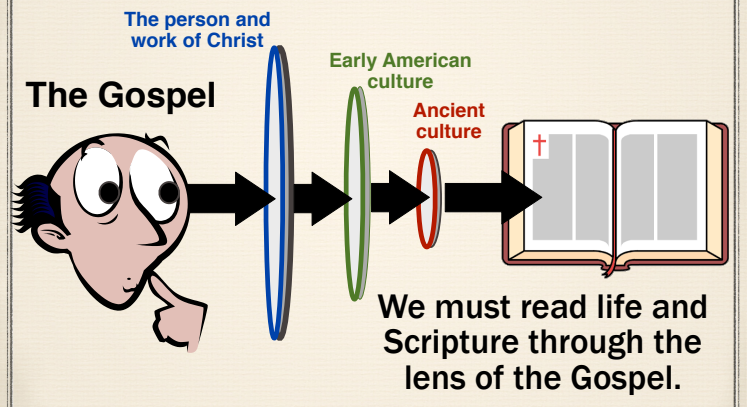 The person and
work of Christ
Early American
culture
The Gospel
Ancient
culture
We must read life and
Scripture through the
lens of the Gospel.